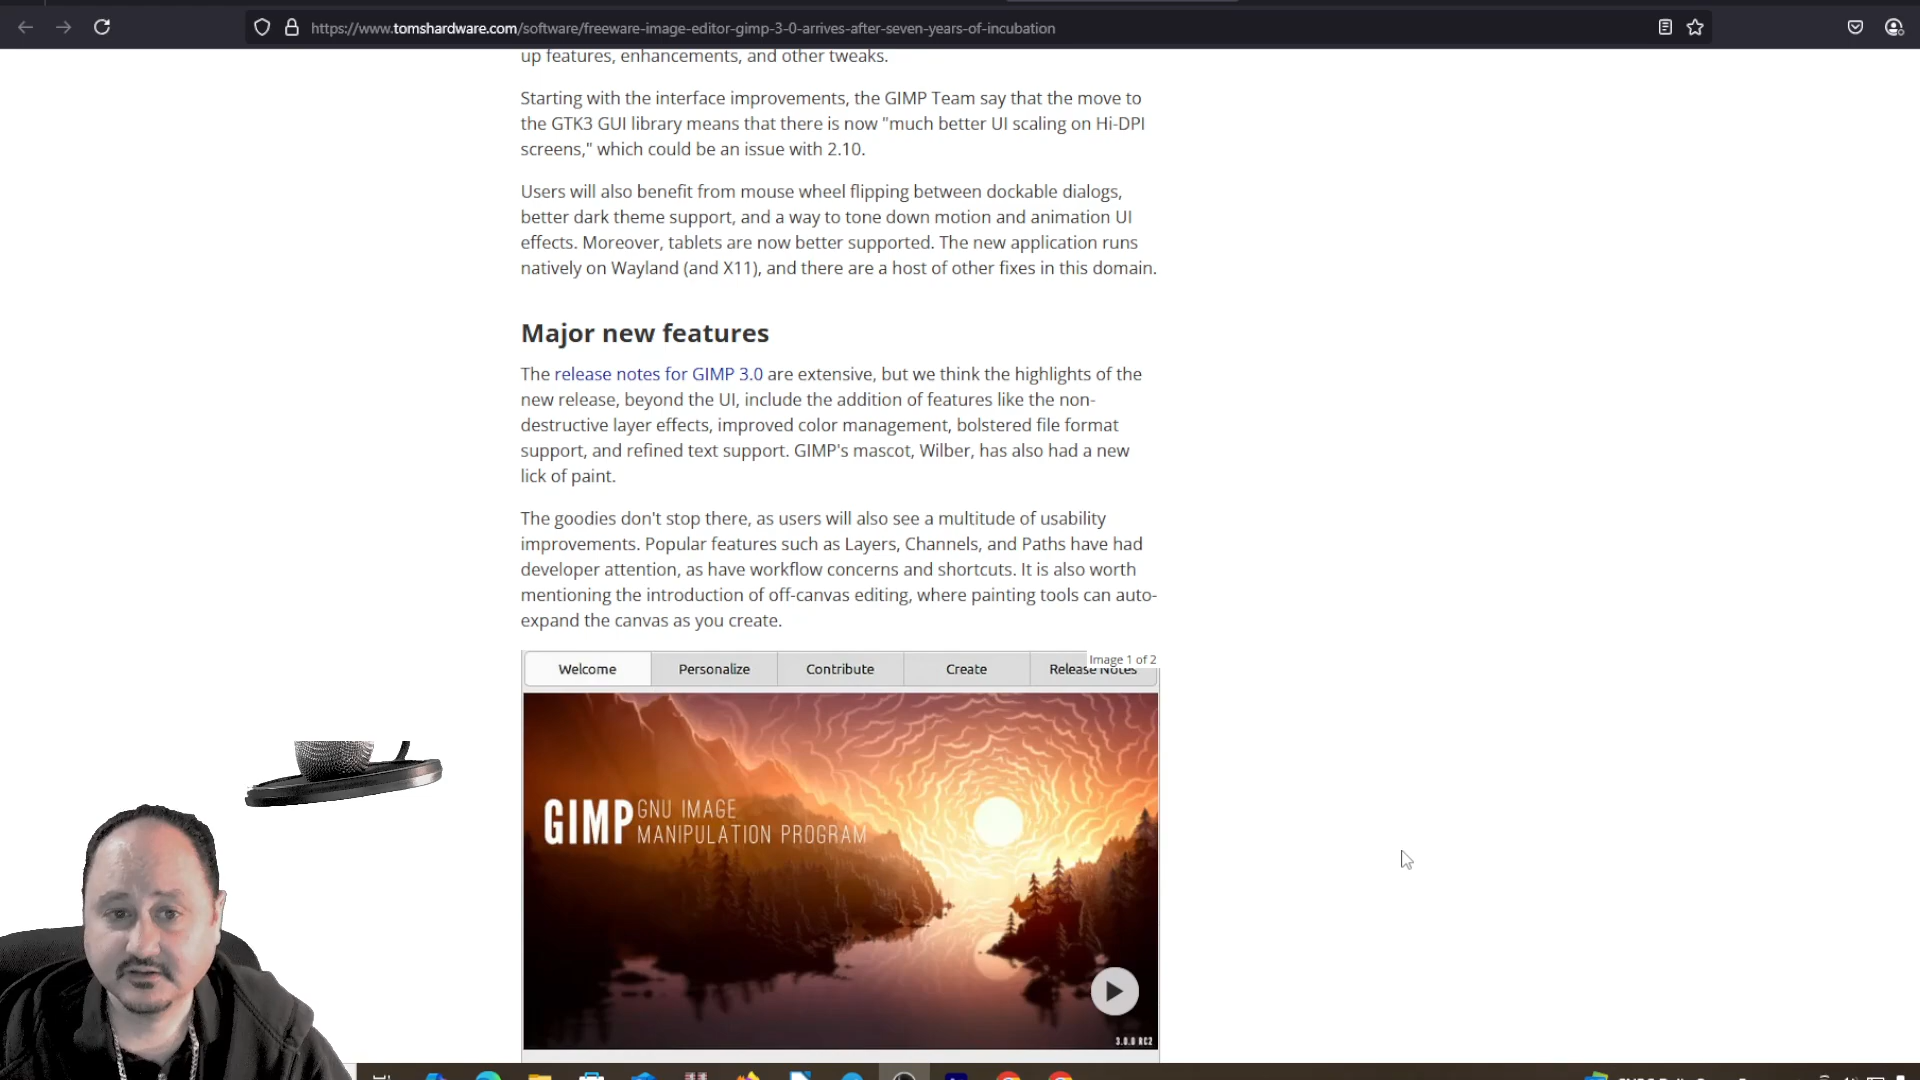 https://www.tomshardware.com/software/freeware-image-editor-gimp-3-0-arrives-after-seven-years-of-incubation
up features, enhancements, and other tweaks.
Starting with the interface improvements, the GIMP Team say that the move to
the GTK3 GUI library means that there is now "much better UI scaling on Hi-DPI
screens," which could be an issue with 2.10.
Users will also benefit from mouse wheel flipping between dockable dialogs,
better dark theme support, and a way to tone down motion and animation UI
effects. Moreover, tablets are now better supported. The new application runs
natively on Wayland (and X11), and there are a host of other fixes in this domain.
Major new features
The release notes for GIMP 3.0 are extensive, but we think the highlights of the
new release, beyond the UI, include the addition of features like the non-
destructive layer effects, improved color management, bolstered file format
support, and refined text support. GIMP's mascot, Wilber, has also had a new
lick of paint.
The goodies don't stop there, as users will also see a multitude of usability
improvements. Popular features such as Layers, Channels, and Paths have had
developer attention, as have workflow concerns and shortcuts. It is also worth
mentioning the introduction of off-canvas editing, where painting tools can auto-
expand the canvas as you create.
Image 1 of 2
Welcome Personalize Contribute Create Release Notes
GIMP GNU IMAGE
MANIPULATION PROGRAM
3.0.0 RC2